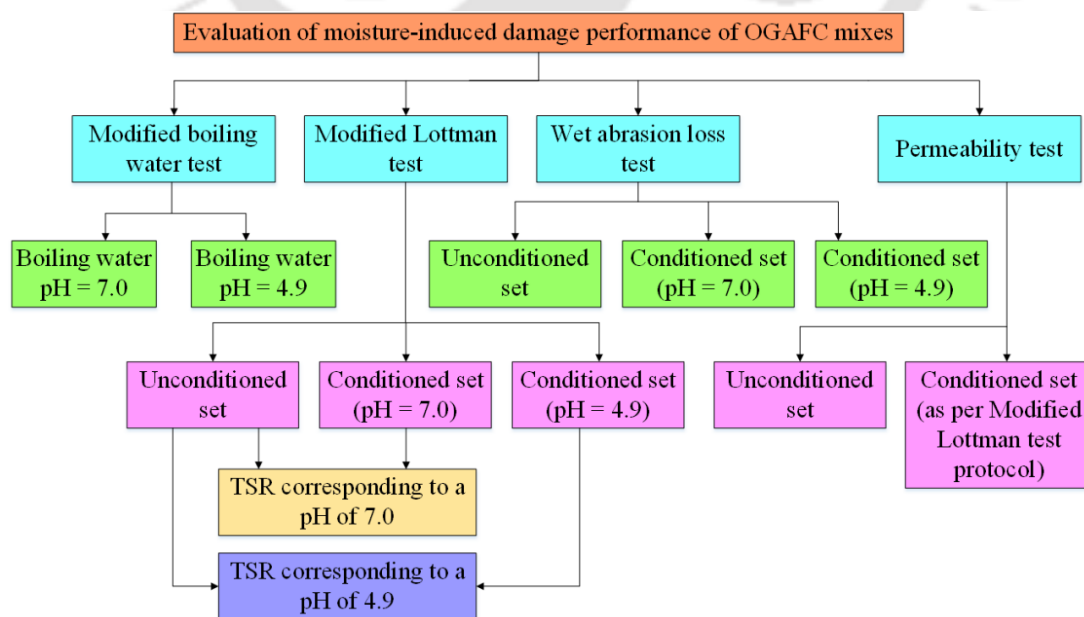 Evaluation of moisture-induced damage performance of OGAFC mixes
Modified boiling
water test
Modified Lottman
test
Wet abrasion loss
test
Permeability test
Boiling water
pH = 7.0
Boiling water
pH = 4.9
Unconditioned
set
Conditioned set
(pH = 7.0)
Conditioned set
(pH = 4.9)
Unconditioned
set
Conditioned set
(pH = 7.0)
Conditioned set
(pH = 4.9)
Unconditioned
set
Conditioned set
(as per Modified
Lottman test
protocol)
TSR corresponding to a
pH of 7.0
TSR corresponding to a
pH of 4.9